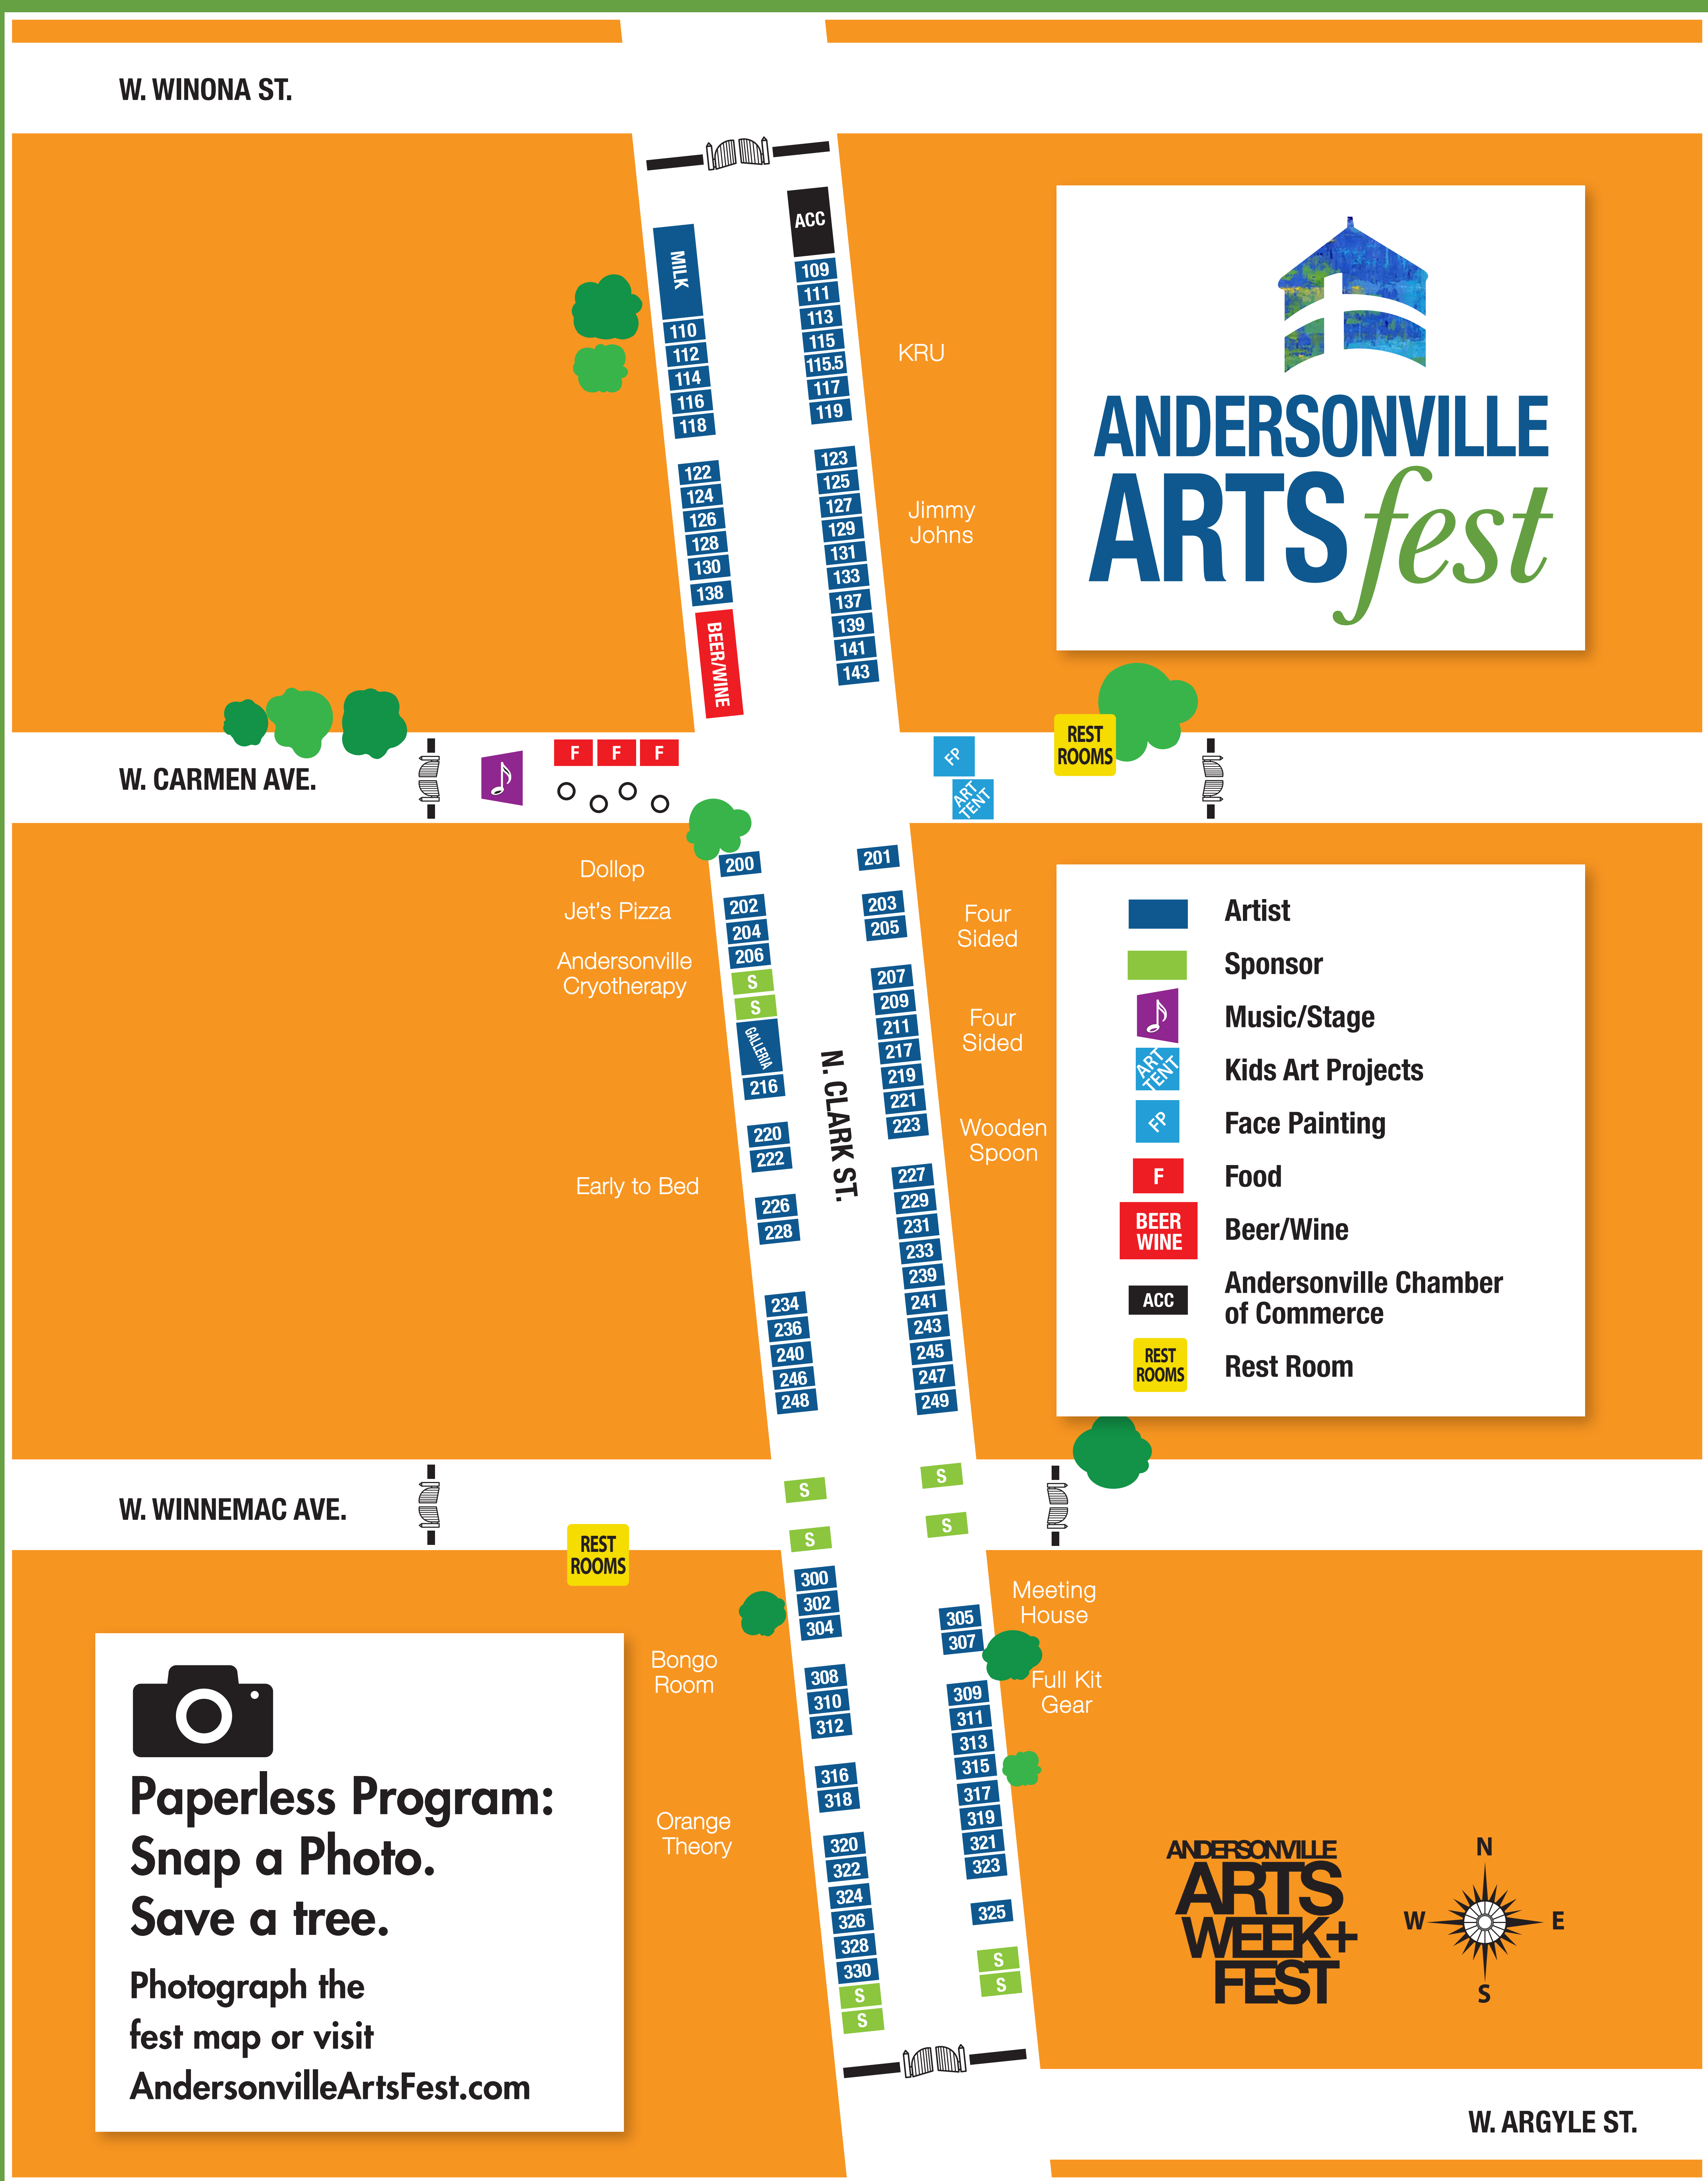 W. WINONA ST.
ACC
MILK
109
111
113
115
115.5
117
119
110
112
114
116
118
KRU
ANDERSONVILLE
ARTS fest
122
124
126
128
130
138
123
125
127
129
131
133
137
139
141
143
Jimmy
Johns
BEER/WINE
W. CARMEN AVE.
F F F
FP
ART
TENT
REST
ROOMS
Dollop
Jet's Pizza
Andersonville
Cryotherapy
200
202
204
206
S
S
GALLERIA
216
220
222
226
228
234
236
240
246
248
Early to Bed
N. CLARK ST.
201
203
205
207
209
211
217
219
221
223
227
229
231
233
239
241
243
245
247
249
Four
Sided
Four
Sided
Wooden
Spoon
Artist
Sponsor
Music/Stage
ART
TENT
Kids Art Projects
FP
Face Painting
F
Food
BEER
WINE
Beer/Wine
ACC
Andersonville Chamber
of Commerce
REST
ROOMS
Rest Room
W. WINNEMAC AVE.
S
S
S
S
REST
ROOMS
300
302
304
308
310
312
316
318
320
322
324
326
328
330
S
S
Bongo
Room
Orange
Theory
305
307
309
311
313
315
317
319
321
323
325
S
S
Meeting
House
Full Kit
Gear
Paperless Program:
Snap a Photo.
Save a tree.
Photograph the
fest map or visit
AndersonvilleArtsFest.com
ANDERSONVILLE
ARTS
WEEK+
FEST
N
W E
S
W. ARGYLE ST.